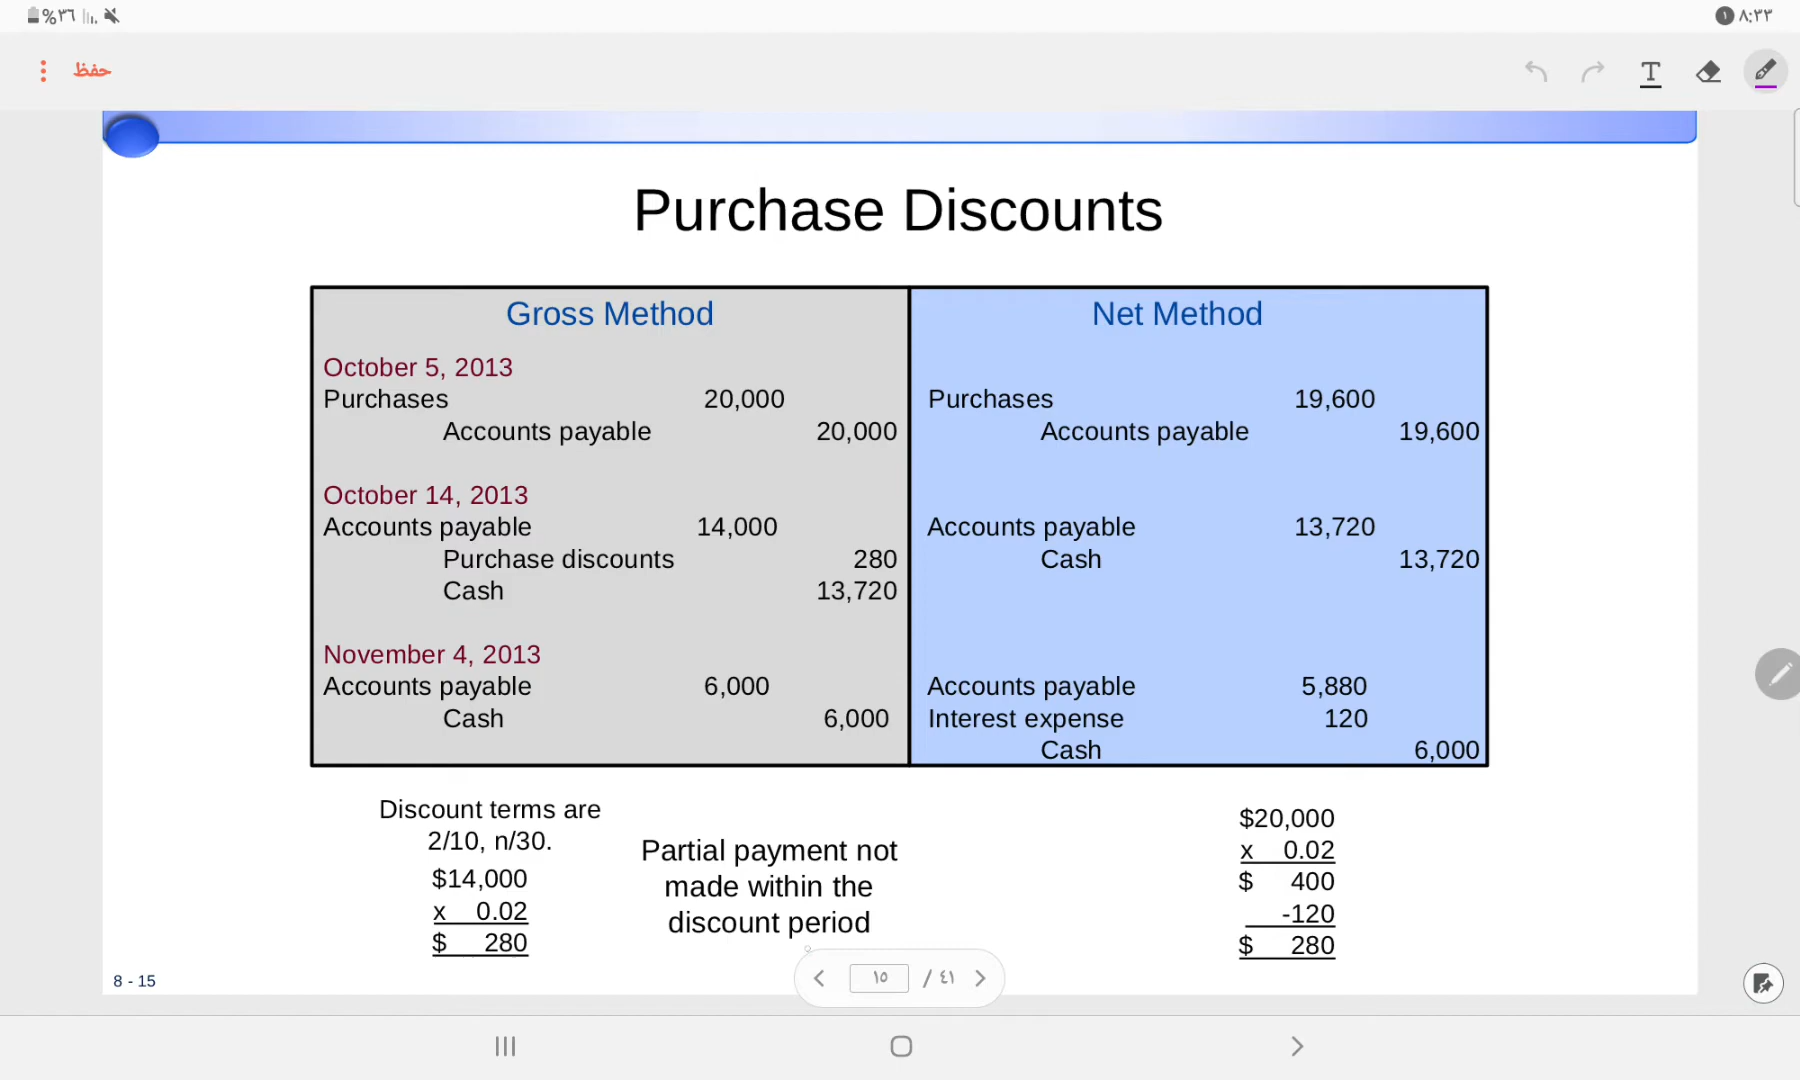 %٣٦
٨:٣٣
١
حفظ
T
Purchase Discounts
Gross Method
October 5, 2013
Purchases 20,000
Accounts payable 20,000
October 14, 2013
Accounts payable 14,000
Purchase discounts 280
Cash 13,720
November 4, 2013
Accounts payable 6,000
Cash 6,000
Net Method
Purchases 19,600
Accounts payable 19,600
Accounts payable 13,720
Cash 13,720
Accounts payable 5,880
Interest expense 120
Cash 6,000
Discount terms are
2/10, n/30.
$14,000
x 0.02
$ 280
Partial payment not
made within the
discount period
$20,000
x 0.02
$ 400
-120
$ 280
8 - 15
١٥ / ٤١